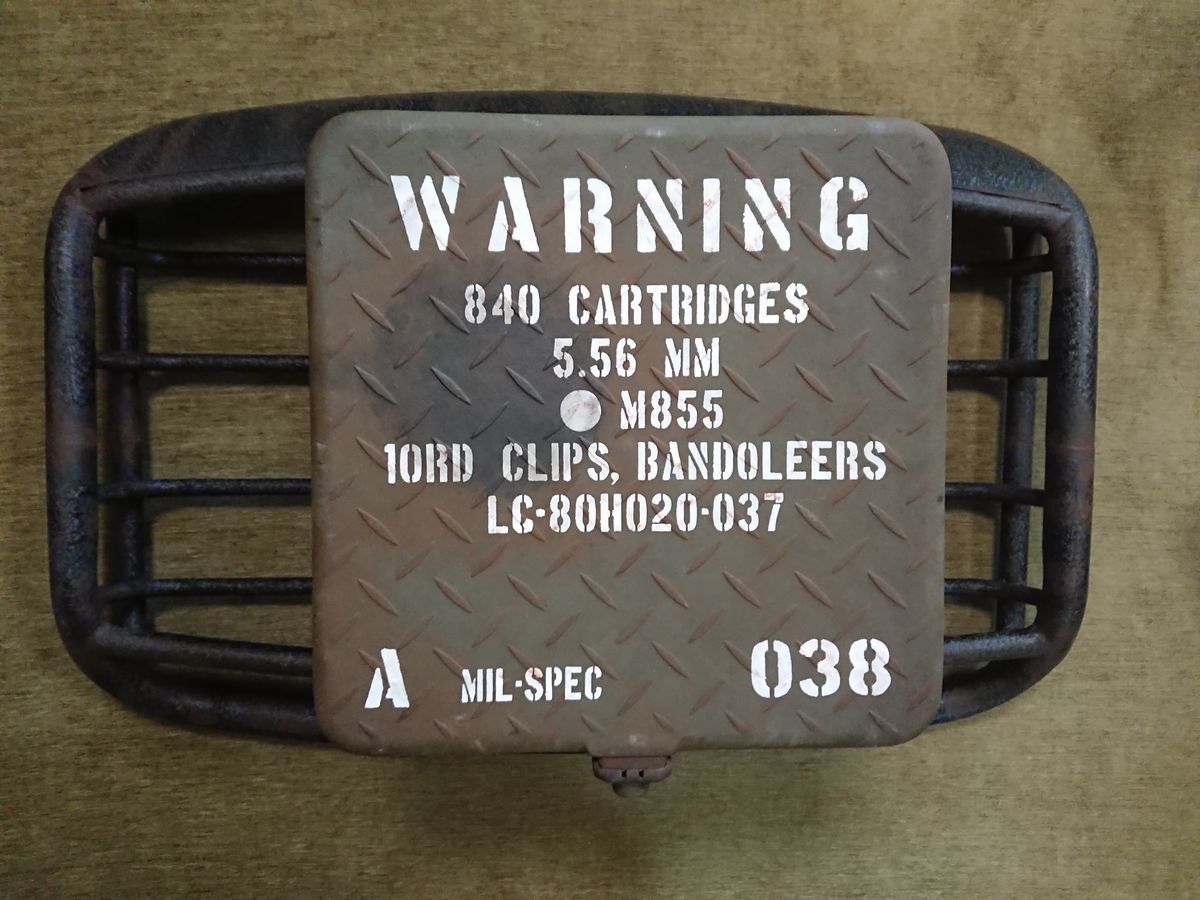 WARNING
840 CARTRIDGES
5.56 MM
M855
10RD CLIPS, BANDOLEERS
LC-80H020-037
A MIL-SPEC 038